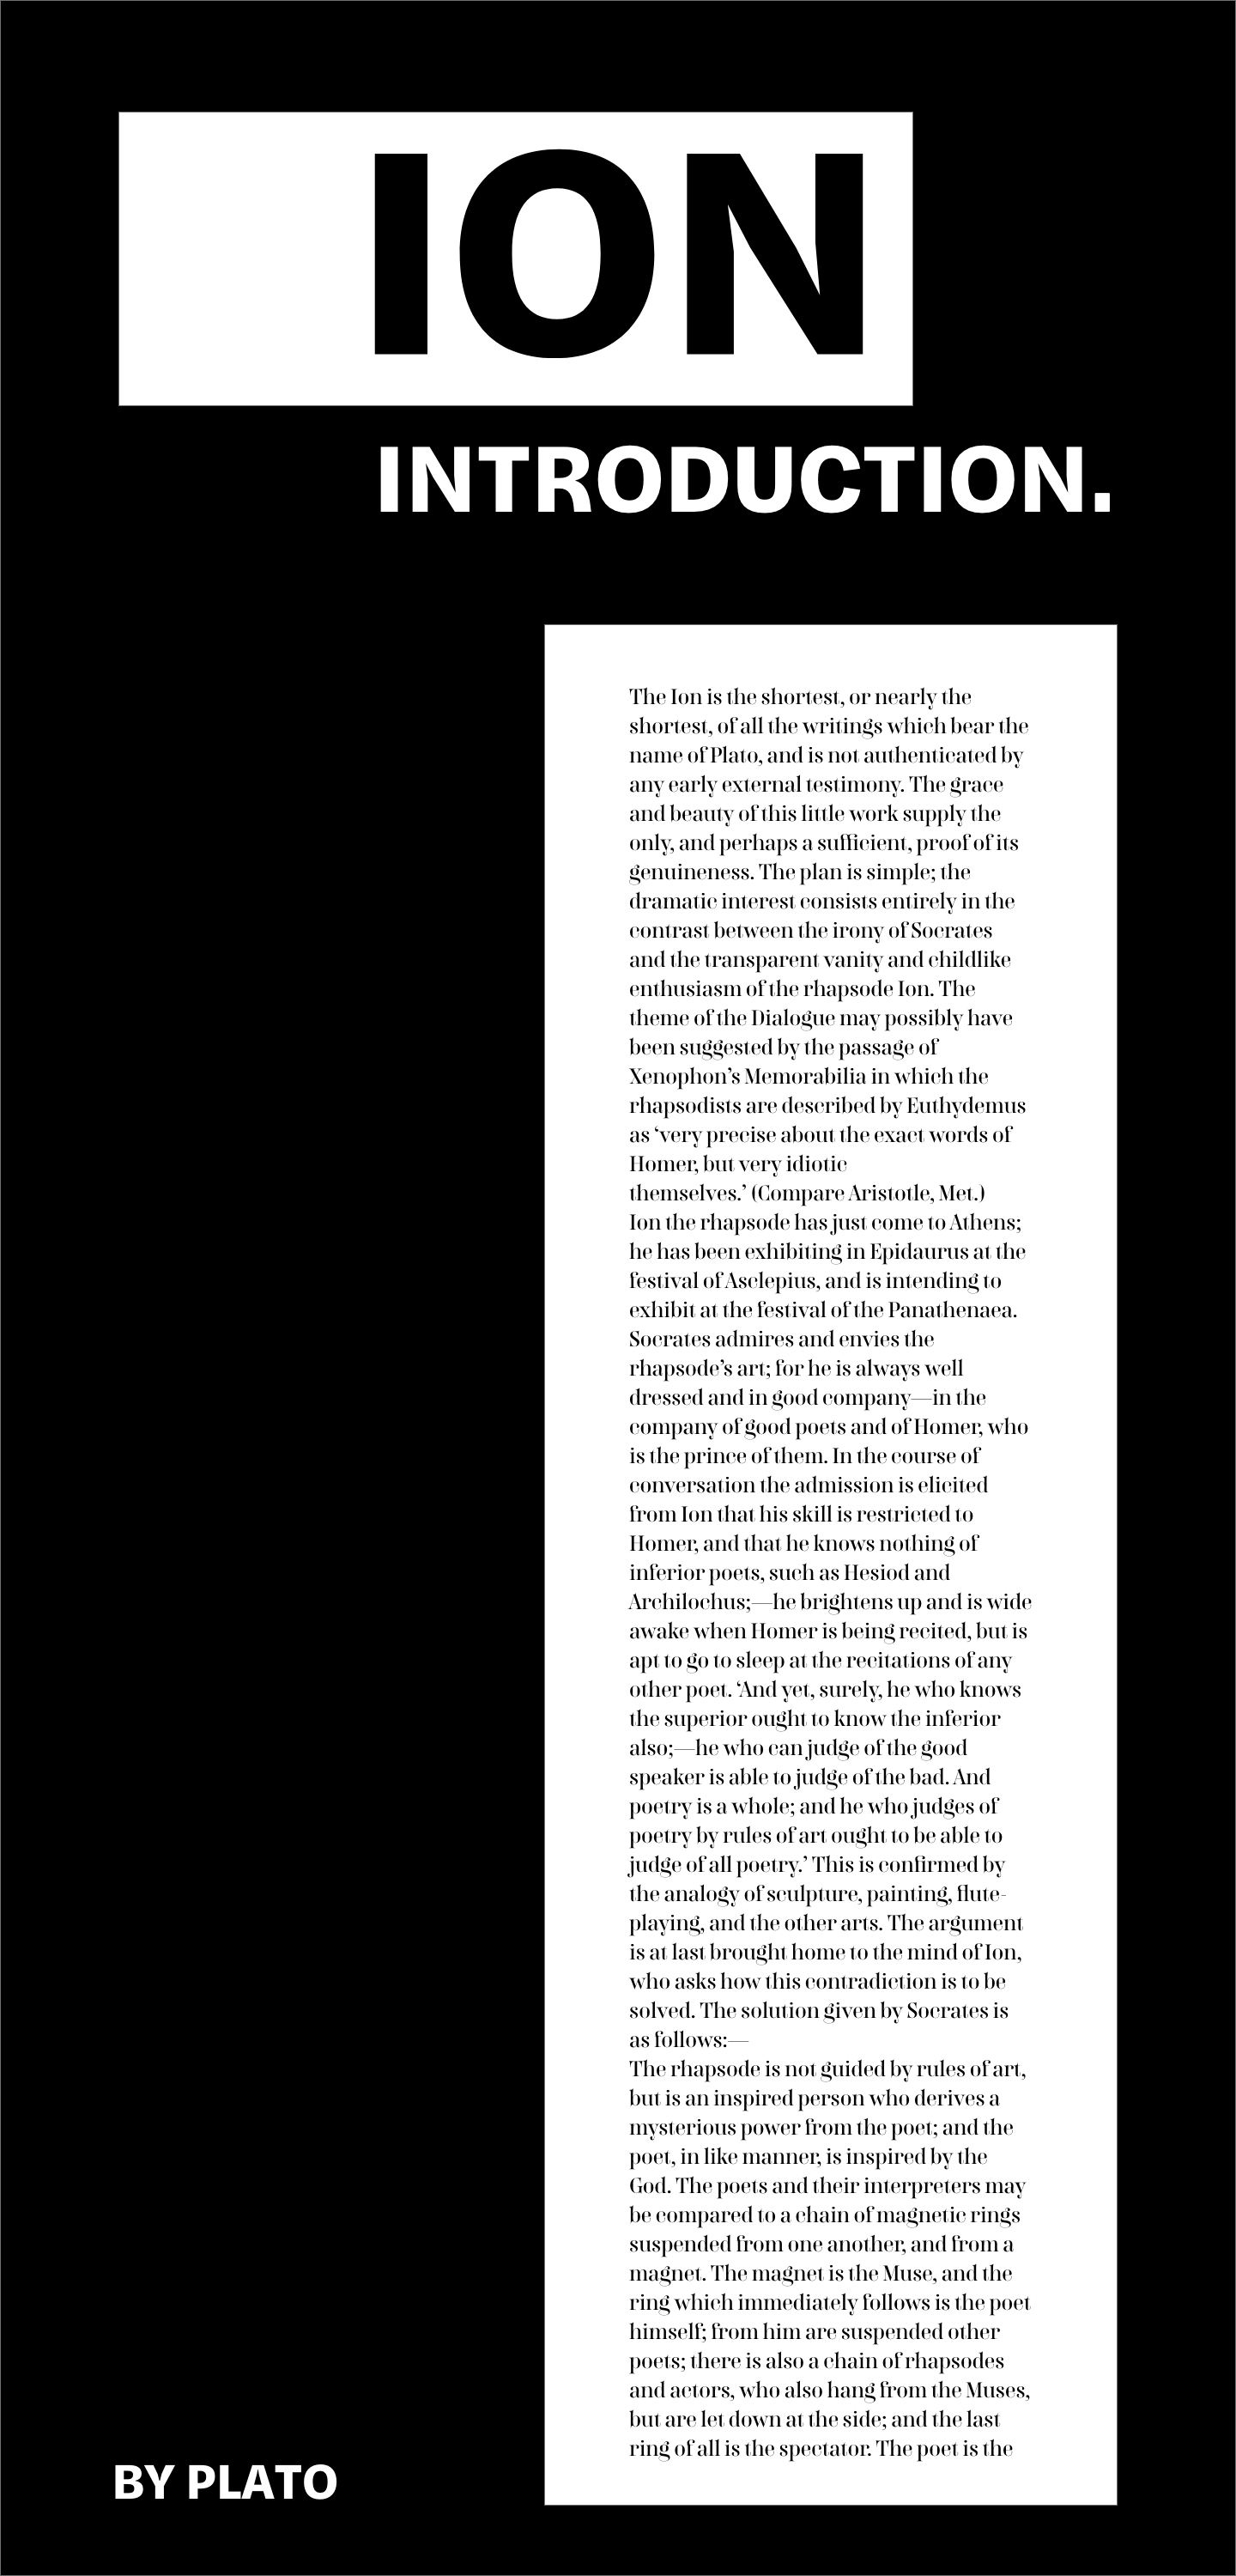 ION
INTRODUCTION.
The Ion is the shortest, or nearly the
shortest, of all the writings which bear the
name of Plato, and is not authenticated by
any early external testimony. The grace
and beauty of this little work supply the
only, and perhaps a sufficient, proof of its
genuineness. The plan is simple; the
dramatic interest consists entirely in the
contrast between the irony of Socrates
and the transparent vanity and childlike
enthusiasm of the rhapsode Ion. The
theme of the Dialogue may possibly have
been suggested by the passage of
Xenophon’s Memorabilia in which the
rhapsodists are described by Euthydemus
as ‘very precise about the exact words of
Homer, but very idiotic
themselves.’ (Compare Aristotle, Met.)
Ion the rhapsode has just come to Athens;
he has been exhibiting in Epidaurus at the
festival of Asclepius, and is intending to
exhibit at the festival of the Panathenaea.
Socrates admires and envies the
rhapsode’s art; for he is always well
dressed and in good company—in the
company of good poets and of Homer, who
is the prince of them. In the course of
conversation the admission is elicited
from Ion that his skill is restricted to
Homer, and that he knows nothing of
inferior poets, such as Hesiod and
Archilochus;—he brightens up and is wide
awake when Homer is being recited, but is
apt to go to sleep at the recitations of any
other poet. ‘And yet, surely, he who knows
the superior ought to know the inferior
also;—he who can judge of the good
speaker is able to judge of the bad. And
poetry is a whole; and he who judges of
poetry by rules of art ought to be able to
judge of all poetry.’ This is confirmed by
the analogy of sculpture, painting, flute-
playing, and the other arts. The argument
is at last brought home to the mind of Ion,
who asks how this contradiction is to be
solved. The solution given by Socrates is
as follows:—
The rhapsode is not guided by rules of art,
but is an inspired person who derives a
mysterious power from the poet; and the
poet, in like manner, is inspired by the
God. The poets and their interpreters may
be compared to a chain of magnetic rings
suspended from one another, and from a
magnet. The magnet is the Muse, and the
ring which immediately follows is the poet
himself; from him are suspended other
poets; there is also a chain of rhapsodes
and actors, who also hang from the Muses,
but are let down at the side; and the last
ring of all is the spectator. The poet is the
BY PLATO